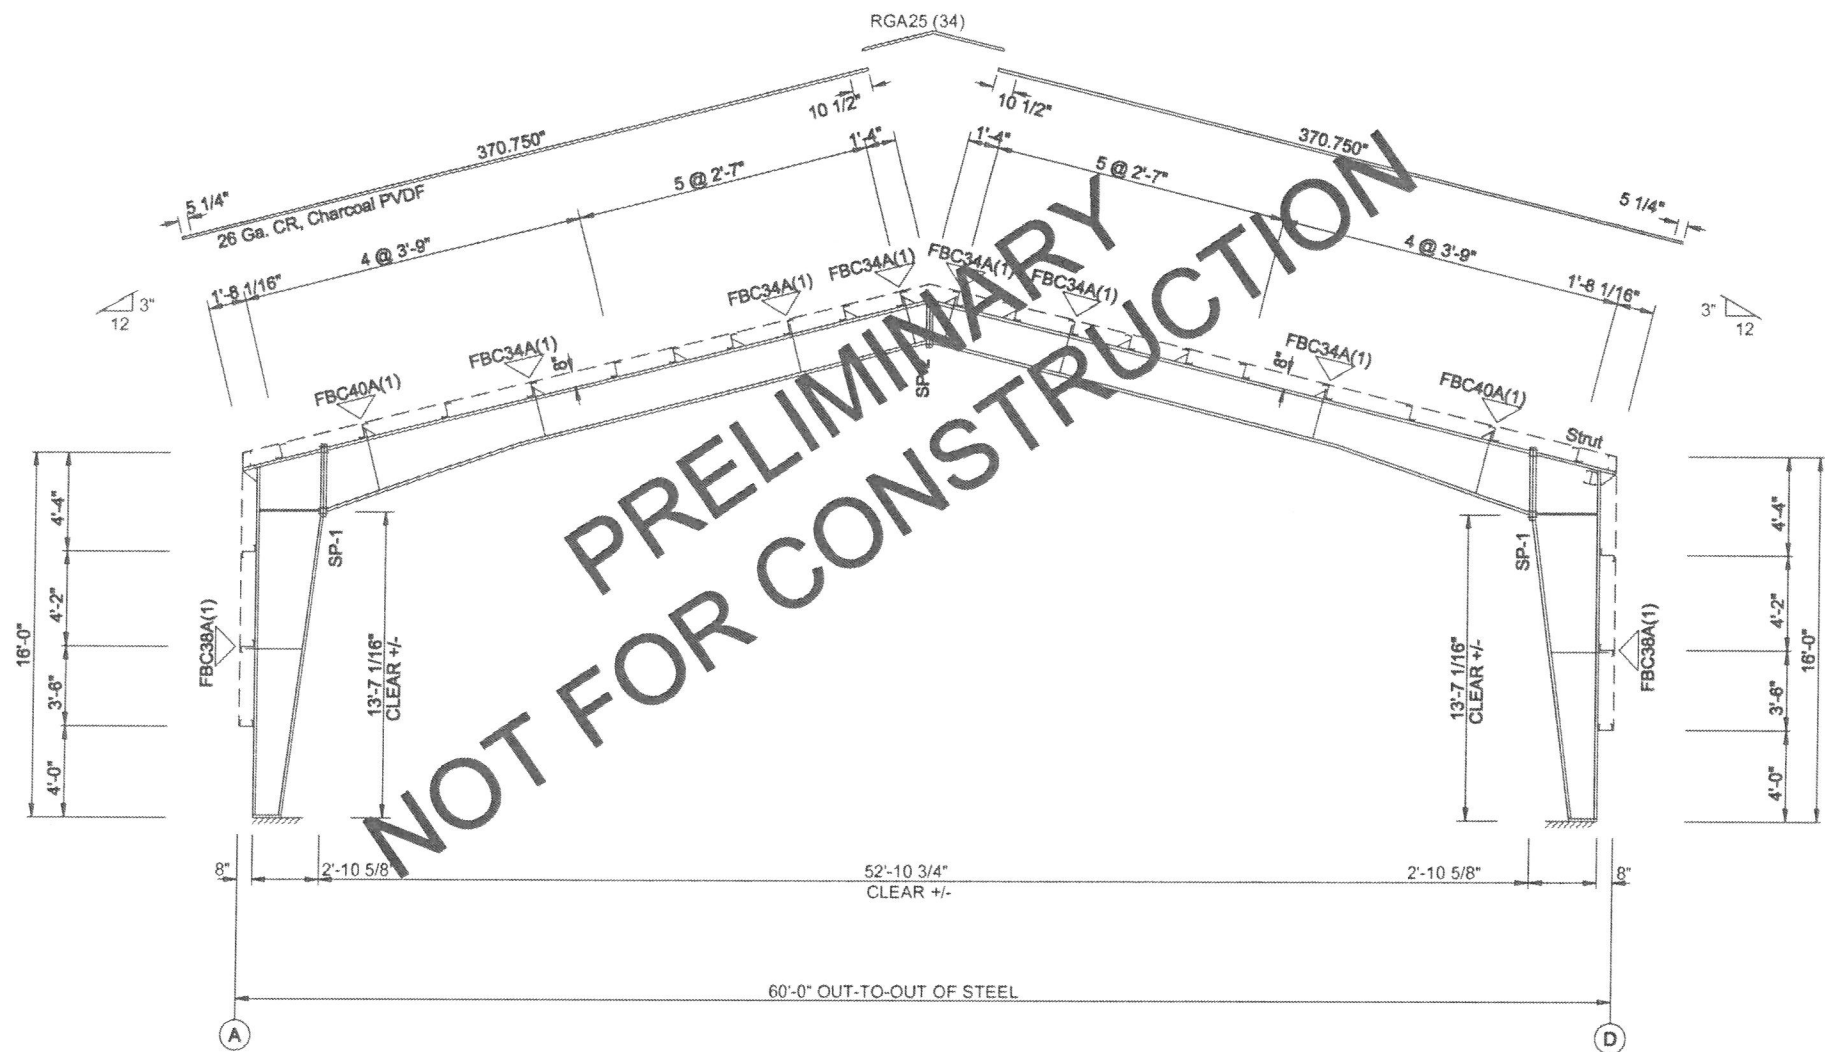 RGA25 (34)
10 1/2"
10 1/2"
370.750"
370.750"
1'-4"
1'-4"
5 @ 2'-7"
5 @ 2'-7"
5 1/4"
5 1/4"
26 Ga. CR, Charcoal PVDF
4 @ 3'-9"
4 @ 3'-9"
1'-8 1/16"
1'-8 1/16"
3"
12
3"
12
FBC34A(1)
FBC34A(1)
FBC34A(1)
FBC34A(1)
FBC34A(1)
FBC34A(1)
8"
8"
FBC40A(1)
FBC40A(1)
SP-2
Strut
PRELIMINARY
NOT FOR CONSTRUCTION
SP-1
SP-1
16'-0"
4'-4"
4'-2"
3'-6"
4'-0"
FBC38A(1)
13'-7 1/16"
CLEAR +/-
13'-7 1/16"
CLEAR +/-
FBC38A(1)
4'-4"
4'-2"
3'-6"
4'-0"
16'-0"
8"
2'-10 5/8"
52'-10 3/4"
CLEAR +/-
2'-10 5/8"
8"
60'-0" OUT-TO-OUT OF STEEL
A
D